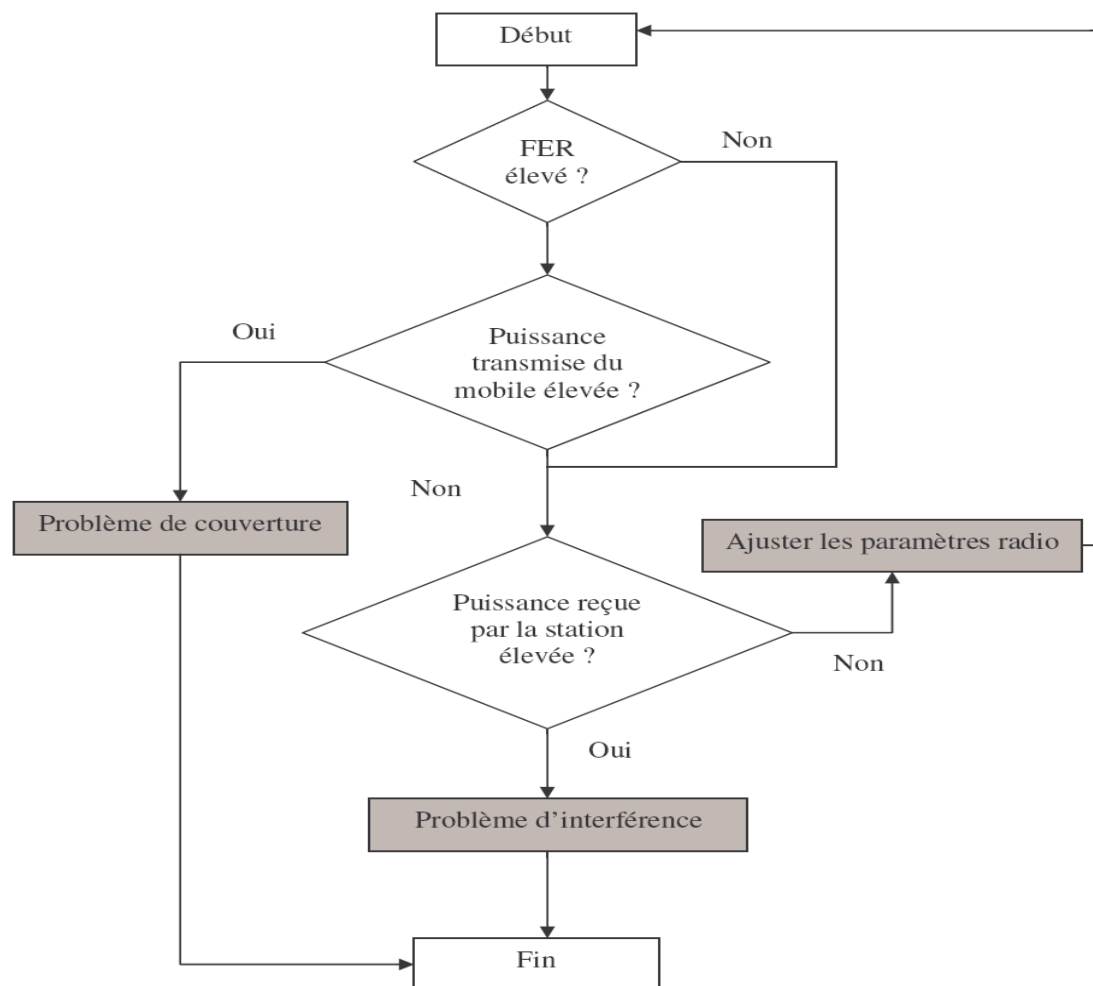 Début
FER
élevé ?
Non
Puissance
transmise du
mobile élevée ?
Oui
Non
Problème de couverture
Ajuster les paramètres radio
Puissance reçue
par la station
élevée ?
Non
Oui
Problème d’interférence
Fin